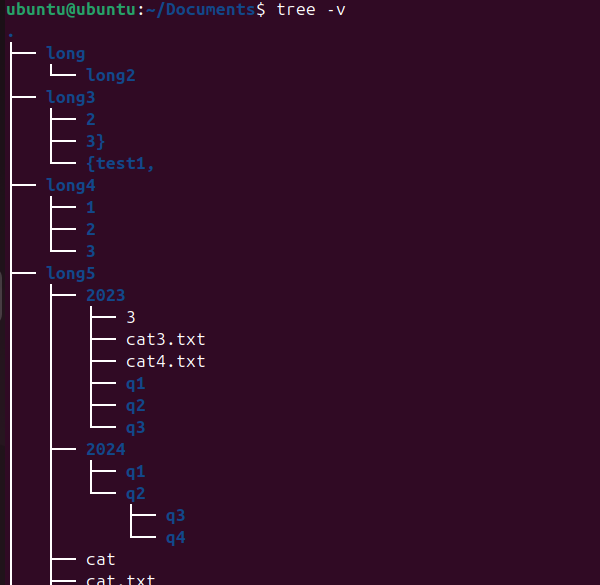 ubuntu@ubuntu:~/Documents$ tree -v
.
├── long
│   └── long2
├── long3
│   ├── 2
│   ├── 3}
│   └── {test1,
├── long4
│   ├── 1
│   ├── 2
│   └── 3
├── long5
│   ├── 2023
│   │   ├── 3
│   │   ├── cat3.txt
│   │   ├── cat4.txt
│   │   ├── q1
│   │   ├── q2
│   │   └── q3
│   ├── 2024
│   │   ├── q1
│   │   └── q2
│   │       ├── q3
│   │       └── q4
│   ├── cat
│   ├── cat.txt